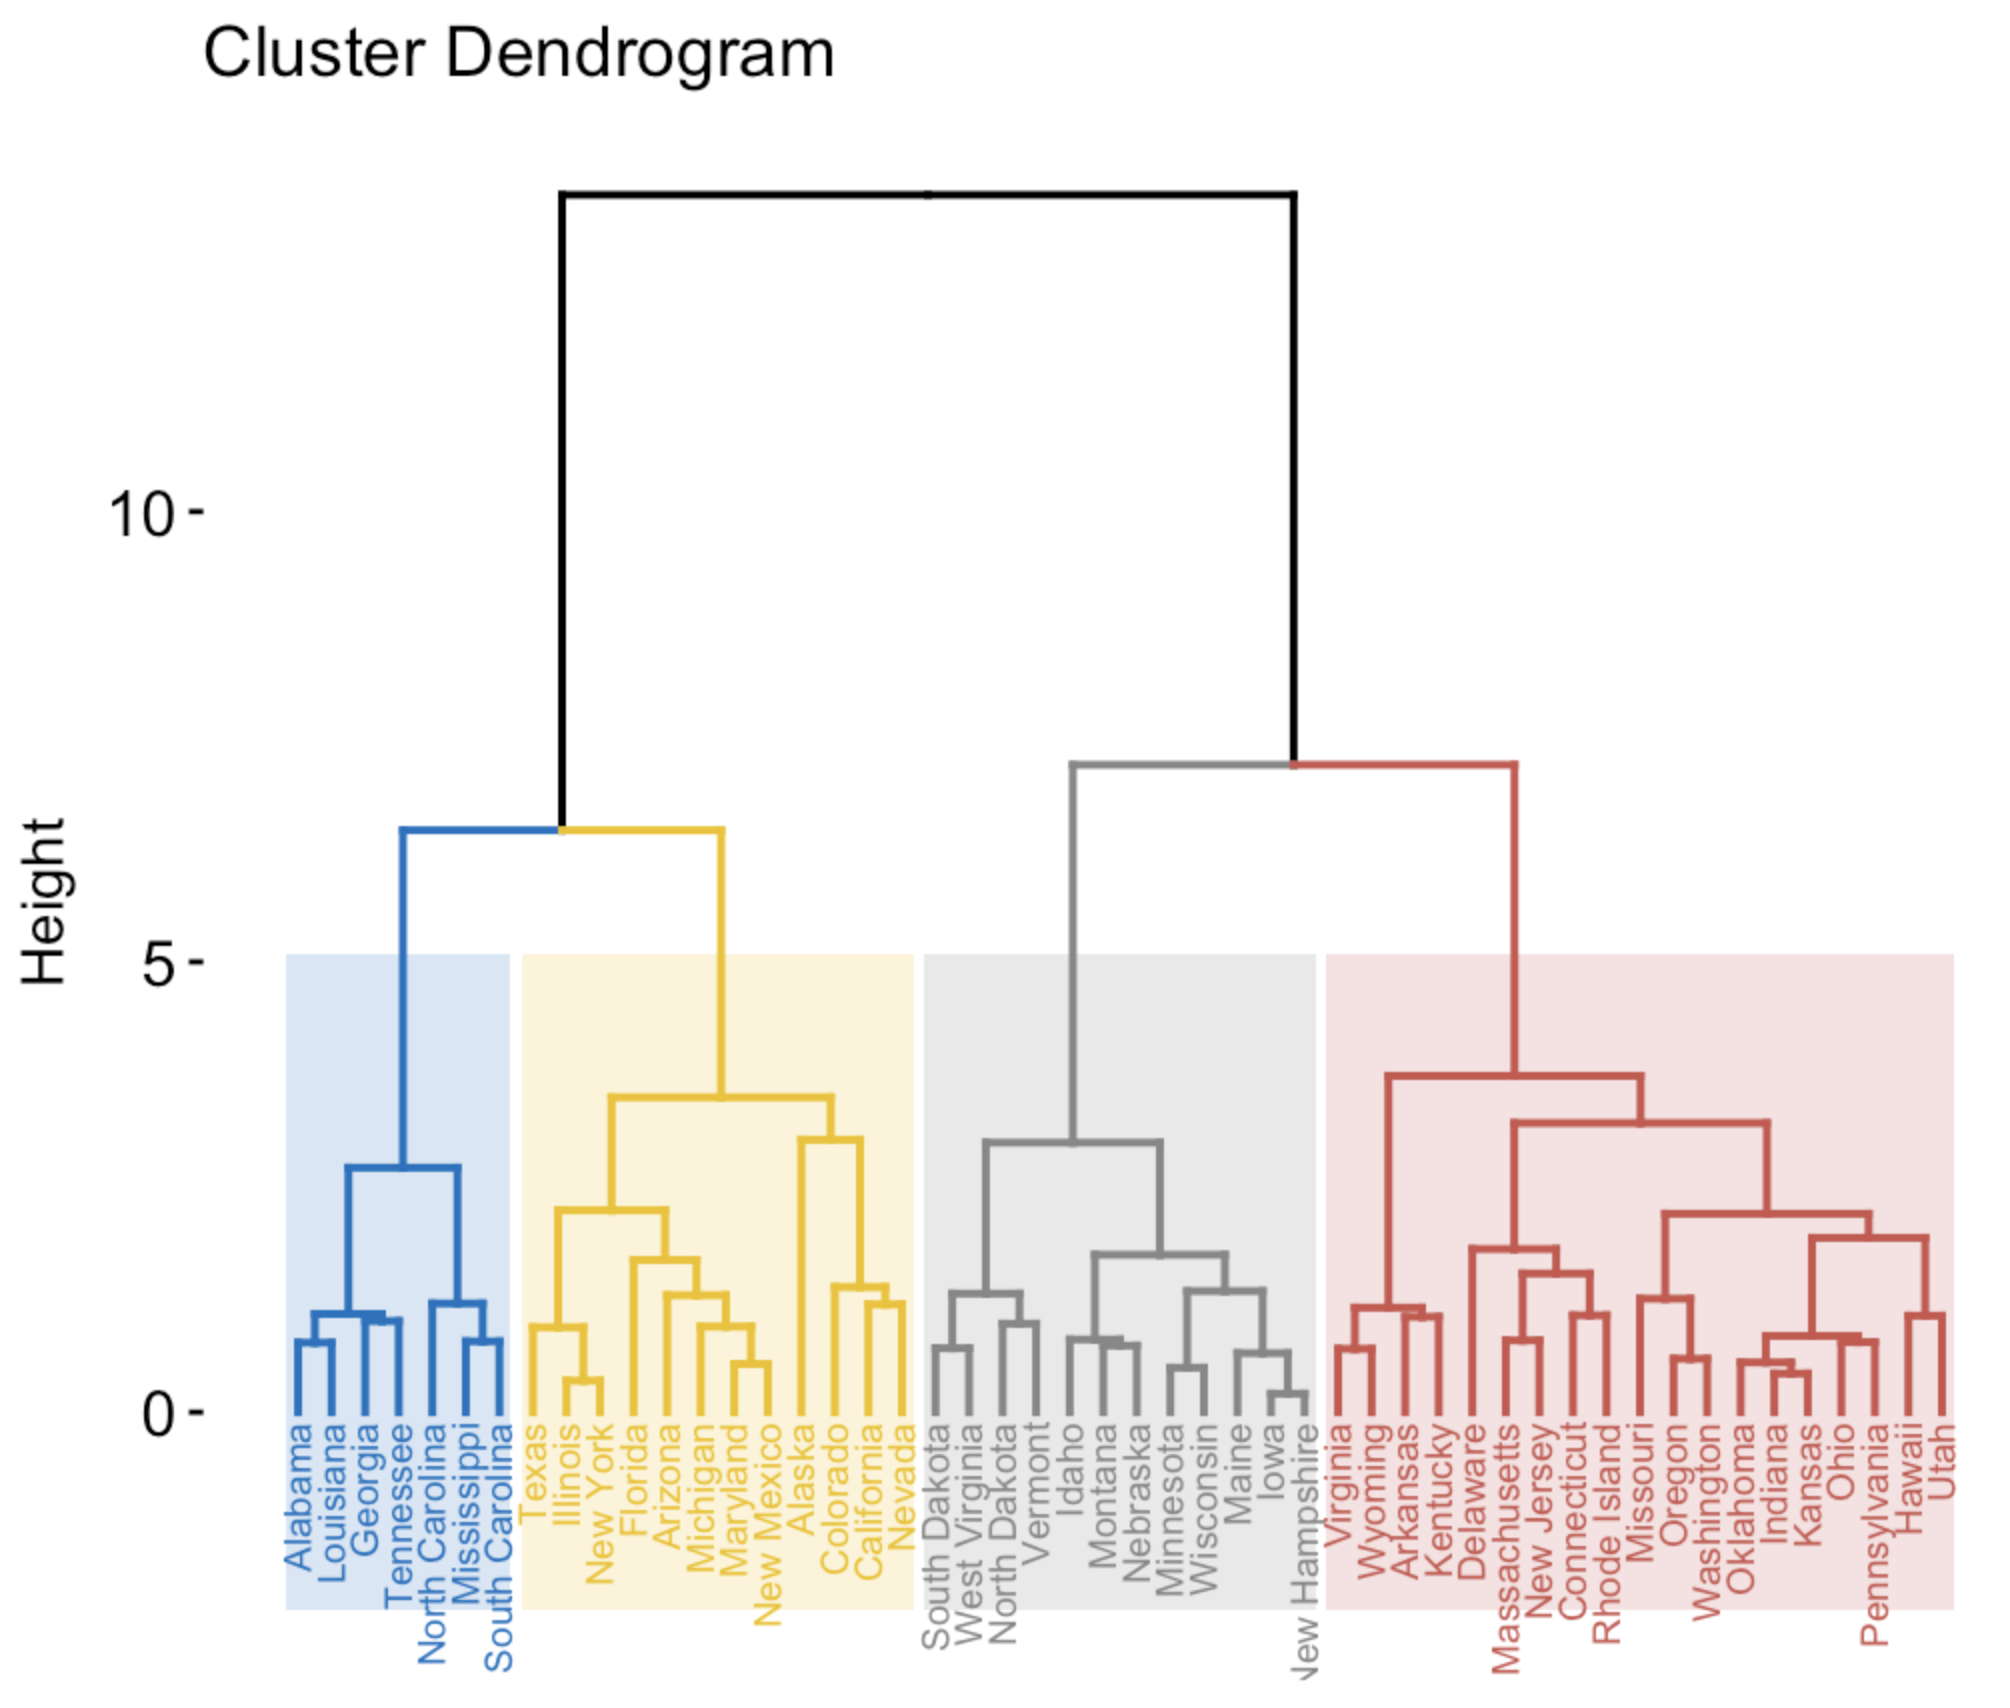 Cluster Dendrogram
Height
10
5
0
Alabama
Louisiana
Georgia
Tennessee
North Carolina
Mississippi
South Carolina
Texas
Illinois
New York
Florida
Arizona
Michigan
Maryland
New Mexico
Alaska
Colorado
California
Nevada
South Dakota
West Virginia
North Dakota
Vermont
Idaho
Montana
Nebraska
Minnesota
Wisconsin
Maine
Iowa
New Hampshire
Virginia
Wyoming
Arkansas
Kentucky
Delaware
Massachusetts
New Jersey
Connecticut
Rhode Island
Missouri
Oregon
Washington
Oklahoma
Indiana
Kansas
Ohio
Pennsylvania
Hawaii
Utah